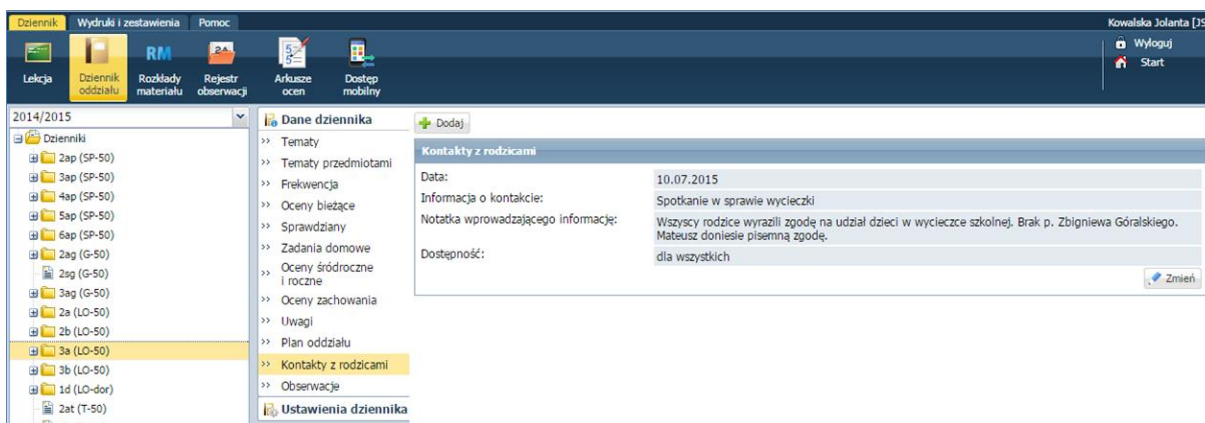 Dziennik Wydruki i zestawienia Pomoc
Kowalska Jolanta [JS
Lekcja
Dziennik
oddziału
RM
Rozkłady
materiału
Rejestr
obserwacji
Arkusze
ocen
Dostęp
mobilny
Wyloguj
Start
2014/2015
Dzienniki
2ap (SP-50)
3ap (SP-50)
4ap (SP-50)
5ap (SP-50)
6ap (SP-50)
2ag (G-50)
2sg (G-50)
3ag (G-50)
2a (LO-50)
2b (LO-50)
3a (LO-50)
3b (LO-50)
1d (LO-dor)
2at (T-50)
Dane dziennika
Tematy
Tematy przedmiotami
Frekwencja
Oceny bieżące
Sprawdziany
Zadania domowe
Oceny śródroczne
i roczne
Oceny zachowania
Uwagi
Plan oddziału
Kontakty z rodzicami
Obserwacje
Ustawienia dziennika
Dodaj
Kontakty z rodzicami
Data: 10.07.2015
Informacja o kontakcie: Spotkanie w sprawie wycieczki
Notatka wprowadzającego informację: Wszyscy rodzice wyrazili zgodę na udział dzieci w wycieczce szkolnej. Brak p. Zbigniewa Góralskiego.
Mateusz doniesie pisemną zgodę.
Dostępność: dla wszystkich
Zmień